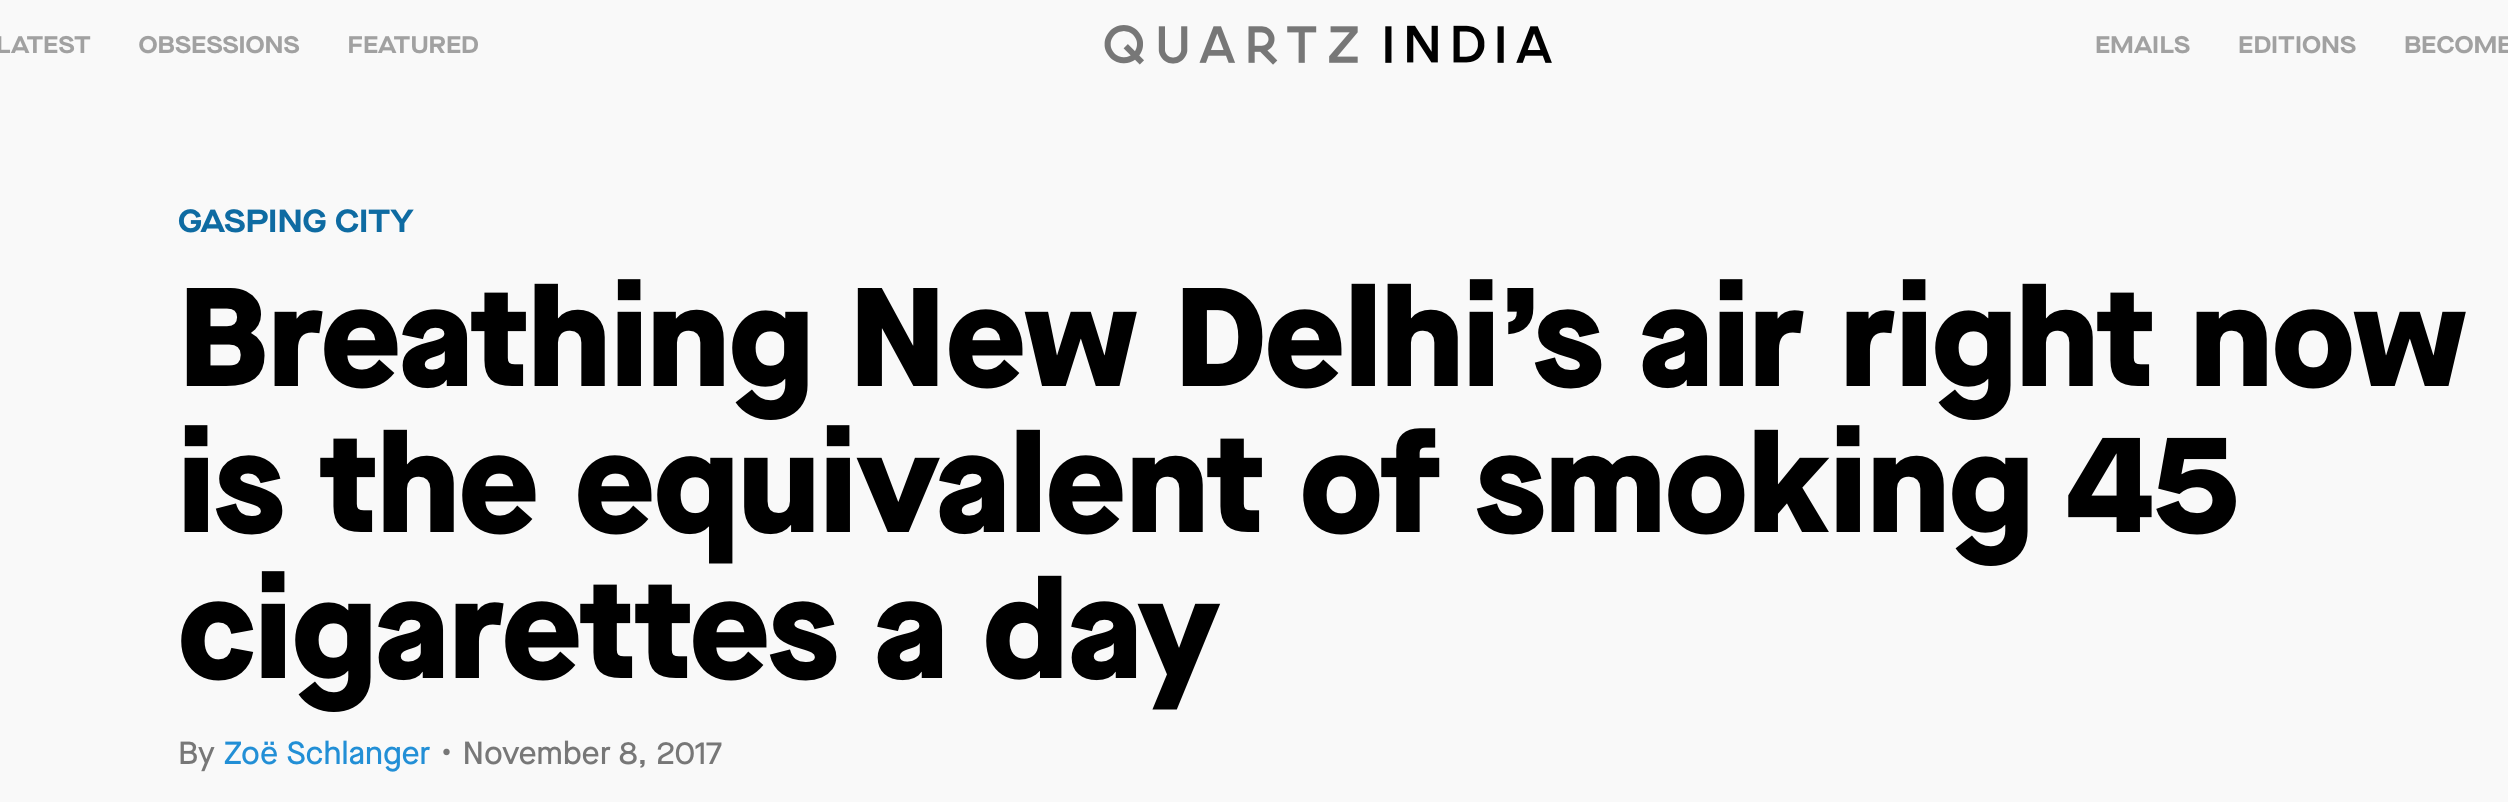 LATEST OBSESSIONS FEATURED QUARTZ INDIA EMAILS EDITIONS BECOME
GASPING CITY
Breathing New Delhi’s air right now
is the equivalent of smoking 45
cigarettes a day
By Zoë Schlanger • November 8, 2017